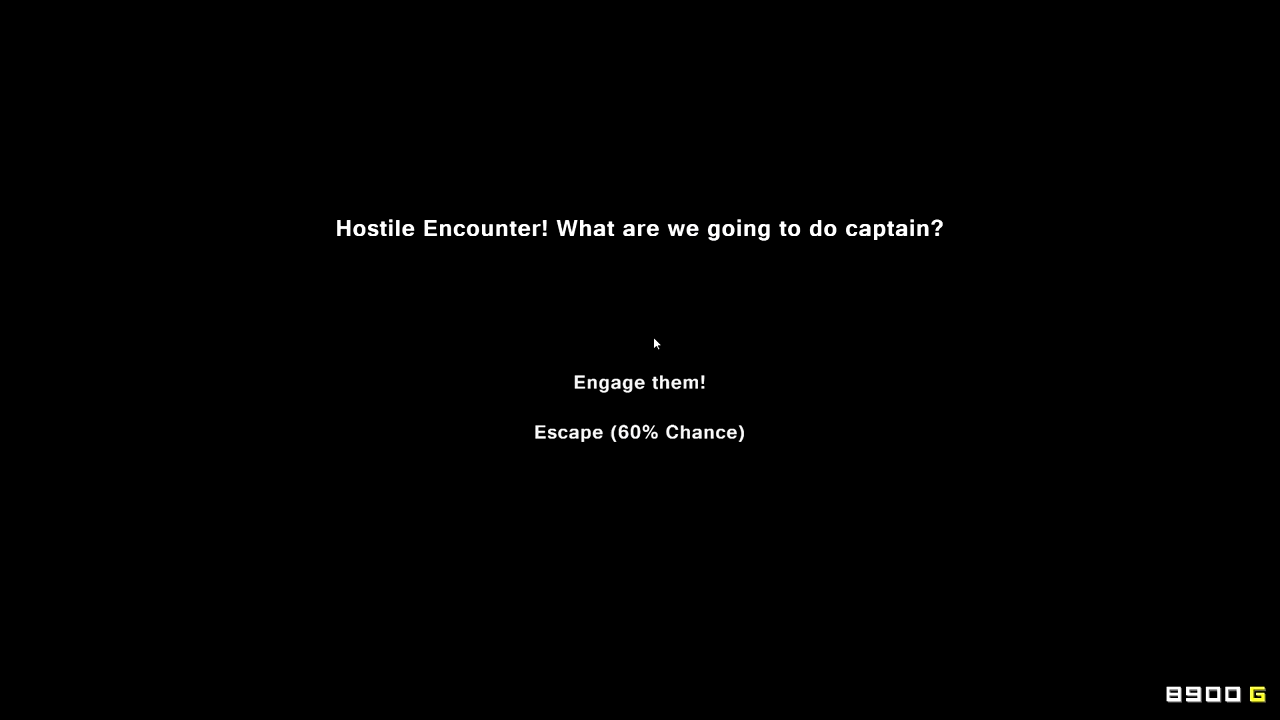 Hostile Encounter! What are we going to do captain?
Engage them!
Escape (60% Chance)
8900 G